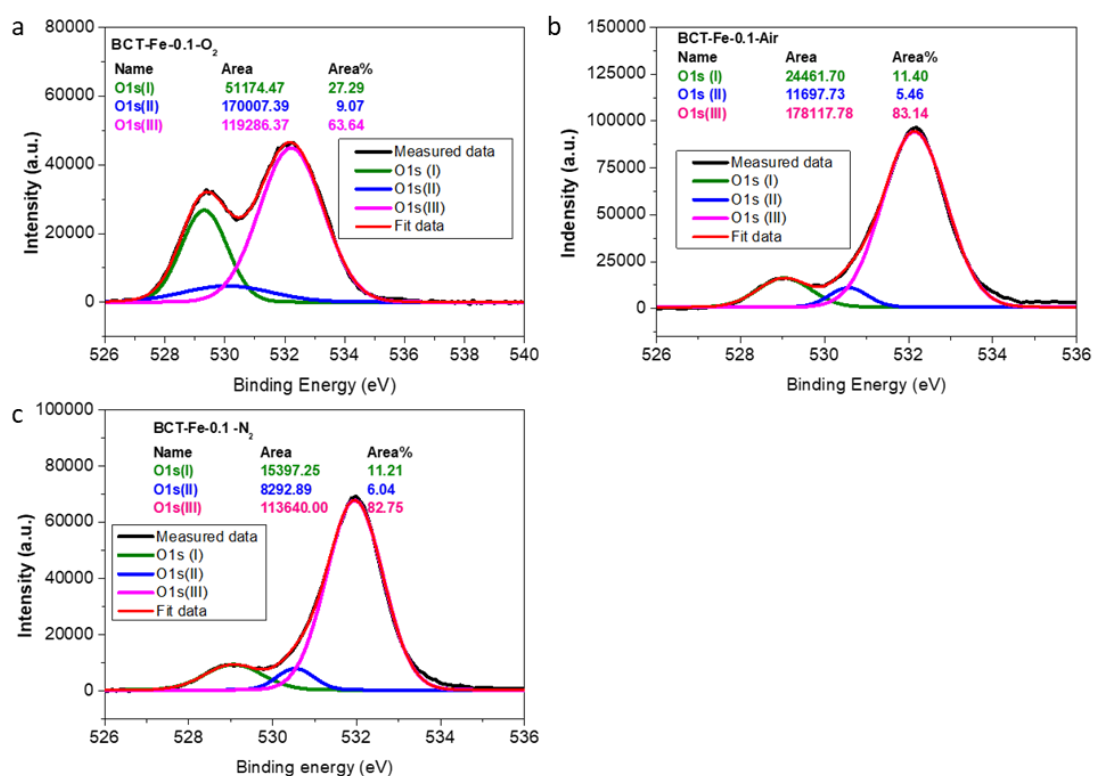 a
BCT-Fe-0.1-O2
Name Area Area%
O1s(I) 51174.47 27.29
O1s(II) 170007.39 9.07
O1s(III) 119286.37 63.64
Measured data
O1s (I)
O1s(II)
O1s(III)
Fit data
80000
60000
40000
20000
0
Intensity (a.u.)
526 528 530 532 534 536 538 540
Binding Energy (eV)
b
BCT-Fe-0.1-Air
Name Area Area%
O1s (I) 24461.70 11.40
O1s (II) 11697.73 5.46
O1s(III) 178117.78 83.14
Measured data
O1s (I)
O1s (II)
O1s (III)
Fit data
150000
125000
100000
75000
50000
25000
0
Indensity (a.u.)
526 528 530 532 534 536
Binding Energy (eV)
c
BCT-Fe-0.1 -N2
Name Area Area%
O1s(I) 15397.25 11.21
O1s(II) 8292.89 6.04
O1s(III) 113640.00 82.75
Measured data
O1s (I)
O1s(II)
O1s(III)
Fit data
100000
80000
60000
40000
20000
0
Intensity (a.u.)
526 528 530 532 534 536
Binding energy (eV)